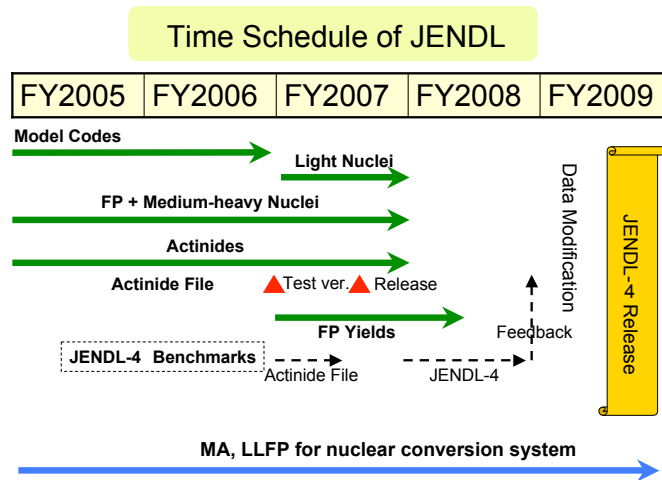 Time Schedule of JENDL
FY2005 FY2006 FY2007 FY2008 FY2009
Model Codes
Light Nuclei
FP + Medium-heavy Nuclei
Actinides
Actinide File Test ver. Release
FP Yields
JENDL-4 Benchmarks
Actinide File
JENDL-4
Feedback
Data Modification
JENDL-4 Release
MA, LLFP for nuclear conversion system